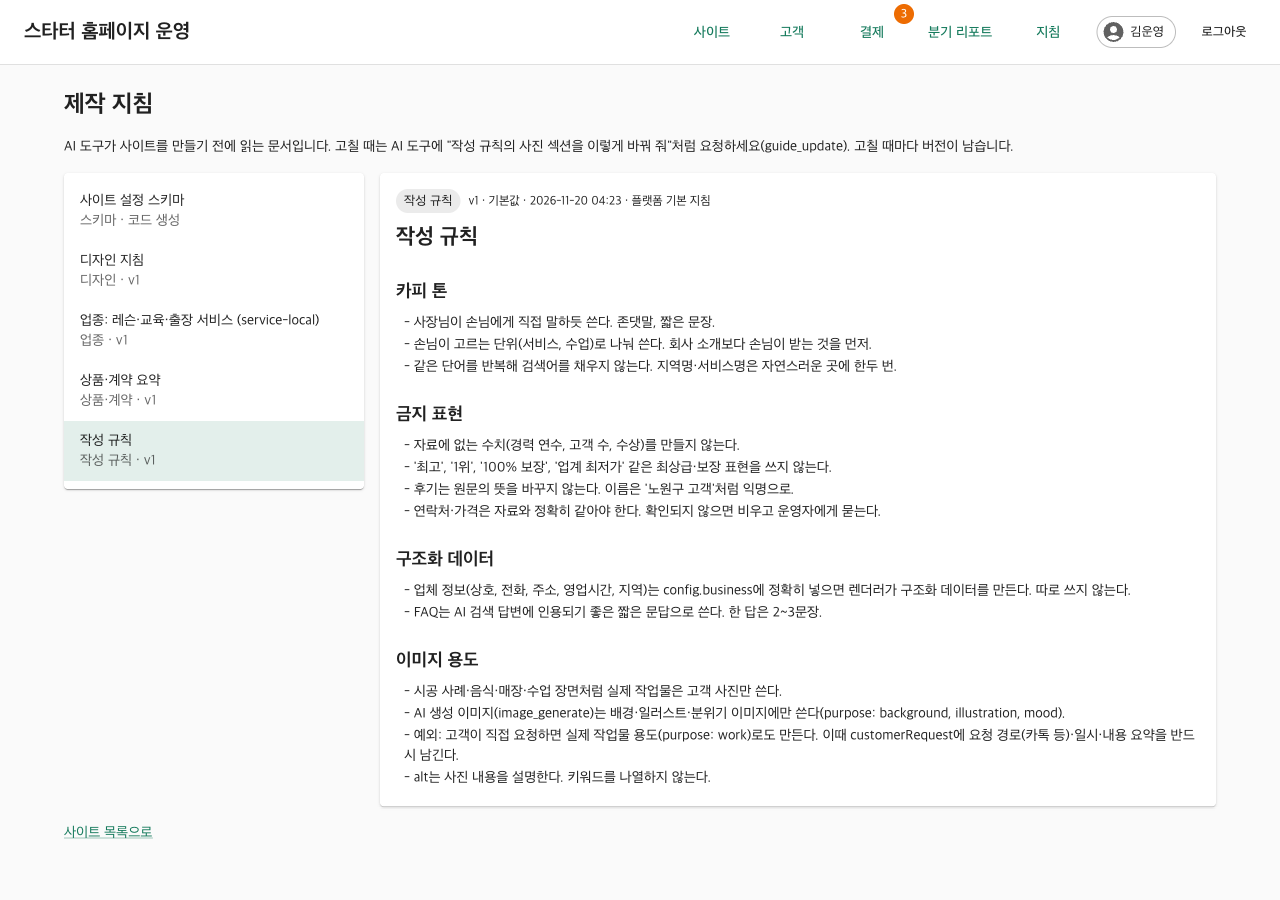 스타터 홈페이지 운영
사이트
고객
결제
3
분기 리포트
지침
김운영
로그아웃
제작 지침
AI 도구가 사이트를 만들기 전에 읽는 문서입니다. 고칠 때는 AI 도구에 "작성 규칙의 사진 섹션을 이렇게 바꿔 줘"처럼 요청하세요(guide_update). 고칠 때마다 버전이 남습니다.
사이트 설정 스키마
스키마 · 코드 생성
디자인 지침
디자인 · v1
업종: 레슨·교육·출장 서비스 (service-local)
업종 · v1
상품·계약 요약
상품·계약 · v1
작성 규칙
작성 규칙 · v1
작성 규칙 v1 · 기본값 · 2026-11-20 04:23 · 플랫폼 기본 지침
작성 규칙
카피 톤
- 사장님이 손님에게 직접 말하듯 쓴다. 존댓말, 짧은 문장.
- 손님이 고르는 단위(서비스, 수업)로 나눠 쓴다. 회사 소개보다 손님이 받는 것을 먼저.
- 같은 단어를 반복해 검색어를 채우지 않는다. 지역명·서비스명은 자연스러운 곳에 한두 번.
금지 표현
- 자료에 없는 수치(경력 연수, 고객 수, 수상)를 만들지 않는다.
- '최고', '1위', '100% 보장', '업계 최저가' 같은 최상급·보장 표현을 쓰지 않는다.
- 후기는 원문의 뜻을 바꾸지 않는다. 이름은 '노원구 고객'처럼 익명으로.
- 연락처·가격은 자료와 정확히 같아야 한다. 확인되지 않으면 비우고 운영자에게 묻는다.
구조화 데이터
- 업체 정보(상호, 전화, 주소, 영업시간, 지역)는 config.business에 정확히 넣으면 렌더러가 구조화 데이터를 만든다. 따로 쓰지 않는다.
- FAQ는 AI 검색 답변에 인용되기 좋은 짧은 문답으로 쓴다. 한 답은 2~3문장.
이미지 용도
- 시공 사례·음식·매장·수업 장면처럼 실제 작업물은 고객 사진만 쓴다.
- AI 생성 이미지(image_generate)는 배경·일러스트·분위기 이미지에만 쓴다(purpose: background, illustration, mood).
- 예외: 고객이 직접 요청하면 실제 작업물 용도(purpose: work)로도 만든다. 이때 customerRequest에 요청 경로(카톡 등)·일시·내용 요약을 반드
시 남긴다.
- alt는 사진 내용을 설명한다. 키워드를 나열하지 않는다.
사이트 목록으로